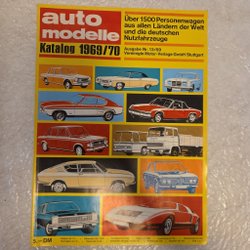 auto
modelle
Katalog 1969/70
Über 1500 Personenwagen
aus allen Ländern der Welt
und die deutschen
Nutzfahrzeuge
Ausgabe Nr. 13/69
Vereinigte Motor-Verlage GmbH Stuttgart
DM